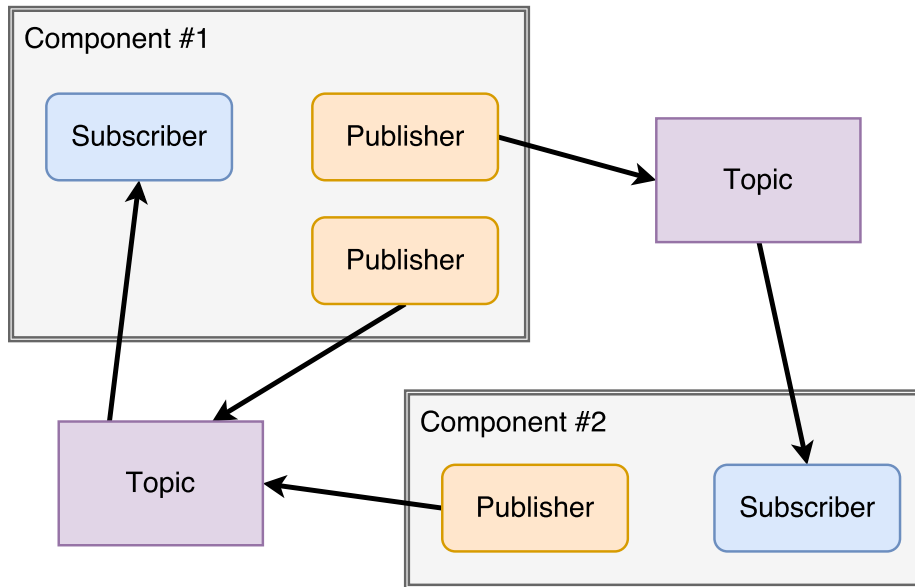 Component #1
Subscriber
Publisher
Topic
Publisher
Component #2
Topic
Publisher
Subscriber